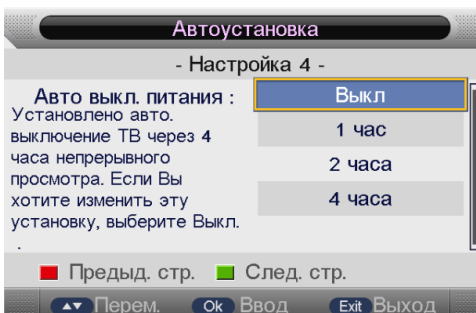 Автоустановка
- Настройка 4 -
Авто выкл. питания :
Установлено авто.
выключение ТВ через 4
часа непрерывного
просмотра. Если Вы
хотите изменить эту
установку, выберите Выкл.
.
Выкл
1 час
2 часа
4 часа
Предыд. стр. След. стр.
Перем. Ok Ввод Exit Выход